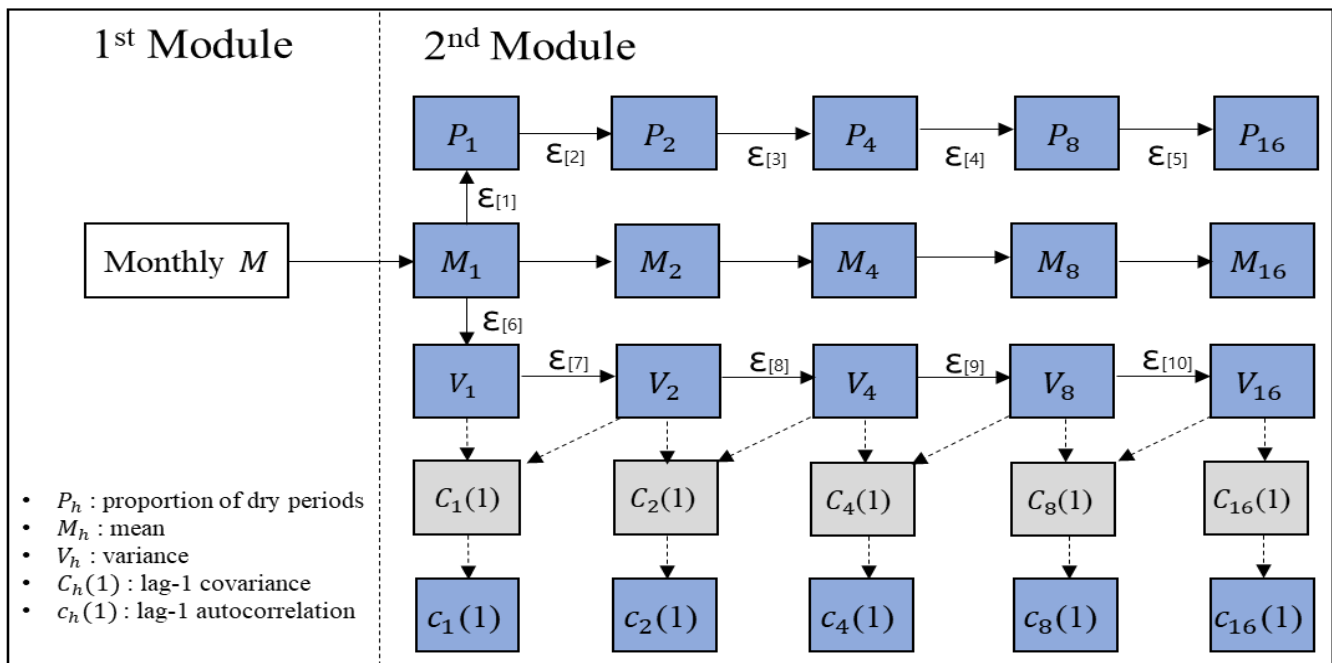 1st Module
2nd Module
P₁ P₂ P₄ P₈ P₁₆
ε[2] ε[3] ε[4] ε[5]
ε[1]
Monthly M
M₁ M₂ M₄ M₈ M₁₆
ε[6]
ε[7] ε[8] ε[9] ε[10]
V₁ V₂ V₄ V₈ V₁₆
C₁(1) C₂(1) C₄(1) C₈(1) C₁₆(1)
c₁(1) c₂(1) c₄(1) c₈(1) c₁₆(1)
• Pₕ : proportion of dry periods
• Mₕ : mean
• Vₕ : variance
• Cₕ(1) : lag-1 covariance
• cₕ(1) : lag-1 autocorrelation